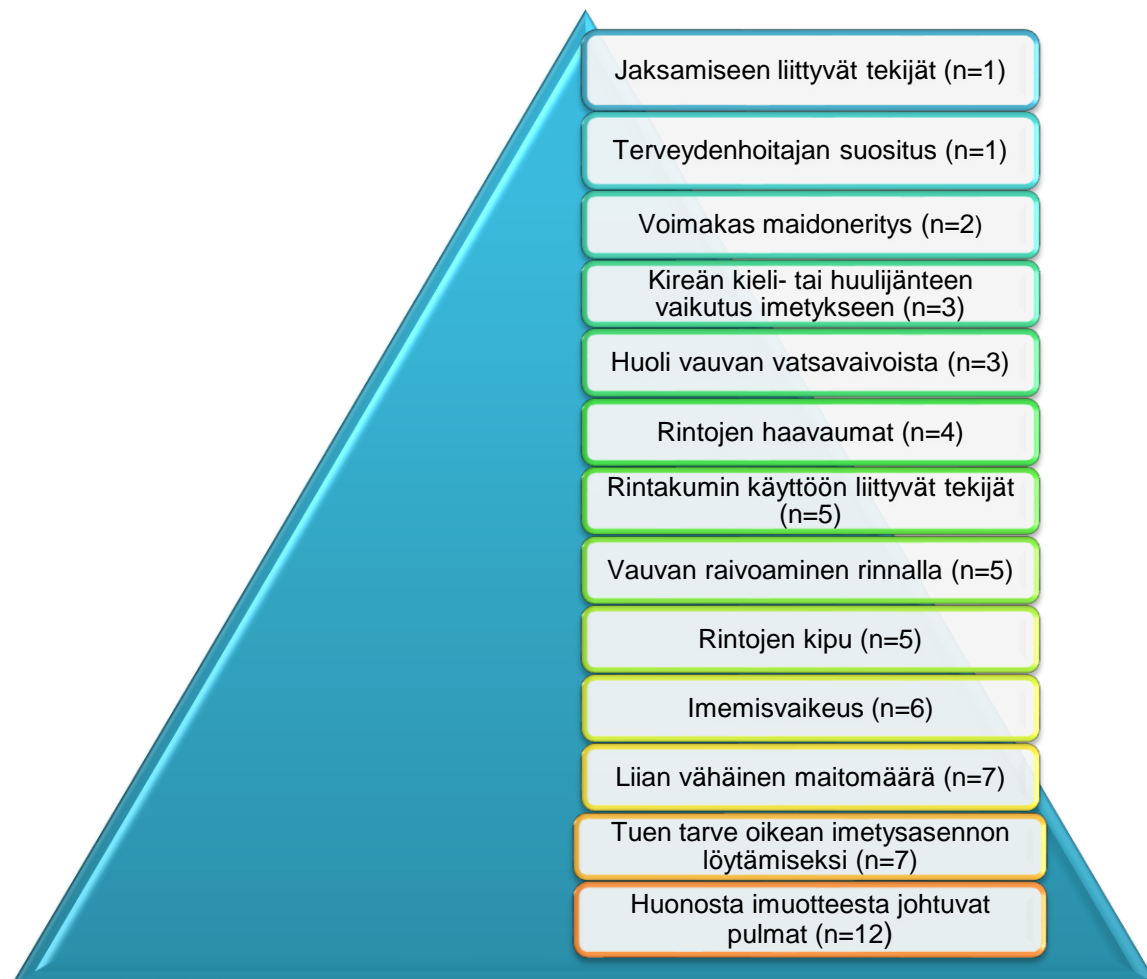 Jaksamiseen liittyvät tekijät (n=1)
Terveydenhoitajan suositus (n=1)
Voimakas maidoneritys (n=2)
Kireän kieli- tai huulijänteen
vaikutus imetykseen (n=3)
Huoli vauvan vatsavaivoista (n=3)
Rintojen haavaumat (n=4)
Rintakumin käyttöön liittyvät tekijät
(n=5)
Vauvan raivoaminen rinnalla (n=5)
Rintojen kipu (n=5)
Imemisvaikeus (n=6)
Liian vähäinen maitomäärä (n=7)
Tuen tarve oikean imetysasennon
löytämiseksi (n=7)
Huonosta imuotteesta johtuvat
pulmat (n=12)